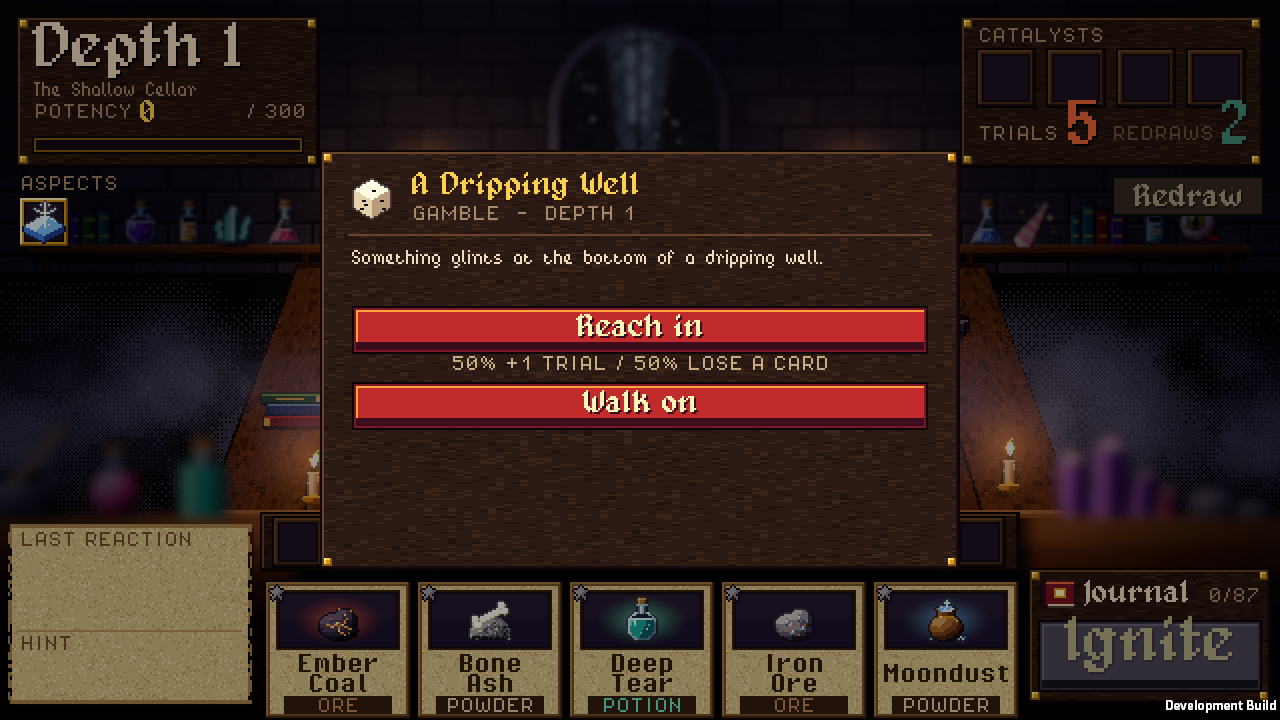 Depth 1
The Shallow Cellar
POTENCY 0 / 300
ASPECTS
CATALYSTS
TRIALS 5 REDRAWS 2
Redraw
A Dripping Well
GAMBLE - DEPTH 1
Something glints at the bottom of a dripping well.
Reach in
50% +1 TRIAL / 50% LOSE A CARD
Walk on
LAST REACTION
HINT
Ember
Coal
ORE
Bone
Ash
POWDER
Deep
Tear
POTION
Iron
Ore
ORE
Moondust
POWDER
Journal 0/87
Ignite
Development Build